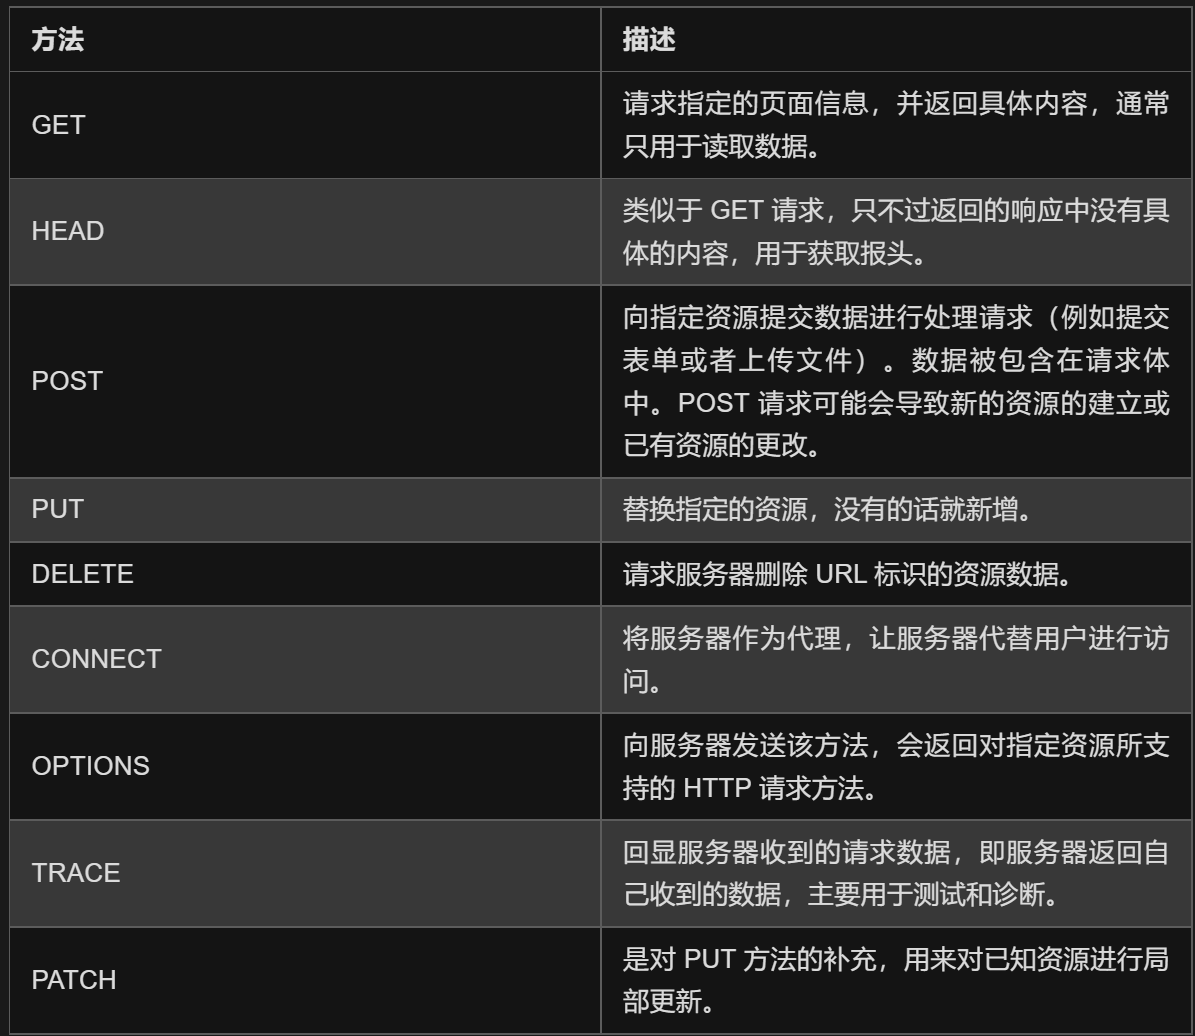 方法
描述
GET
请求指定的页面信息，并返回具体内容，通常
只用于读取数据。
HEAD
类似于 GET 请求，只不过返回的响应中没有具
体的内容，用于获取报头。
POST
向指定资源提交数据进行处理请求（例如提交
表单或者上传文件）。数据被包含在请求体
中。POST 请求可能会导致新的资源的建立或
已有资源的更改。
PUT
替换指定的资源，没有的话就新增。
DELETE
请求服务器删除 URL 标识的资源数据。
CONNECT
将服务器作为代理，让服务器代替用户进行访
问。
OPTIONS
向服务器发送该方法，会返回对指定资源所支
持的 HTTP 请求方法。
TRACE
回显服务器收到的请求数据，即服务器返回自
己收到的数据，主要用于测试和诊断。
PATCH
是对 PUT 方法的补充，用来对已知资源进行局
部更新。